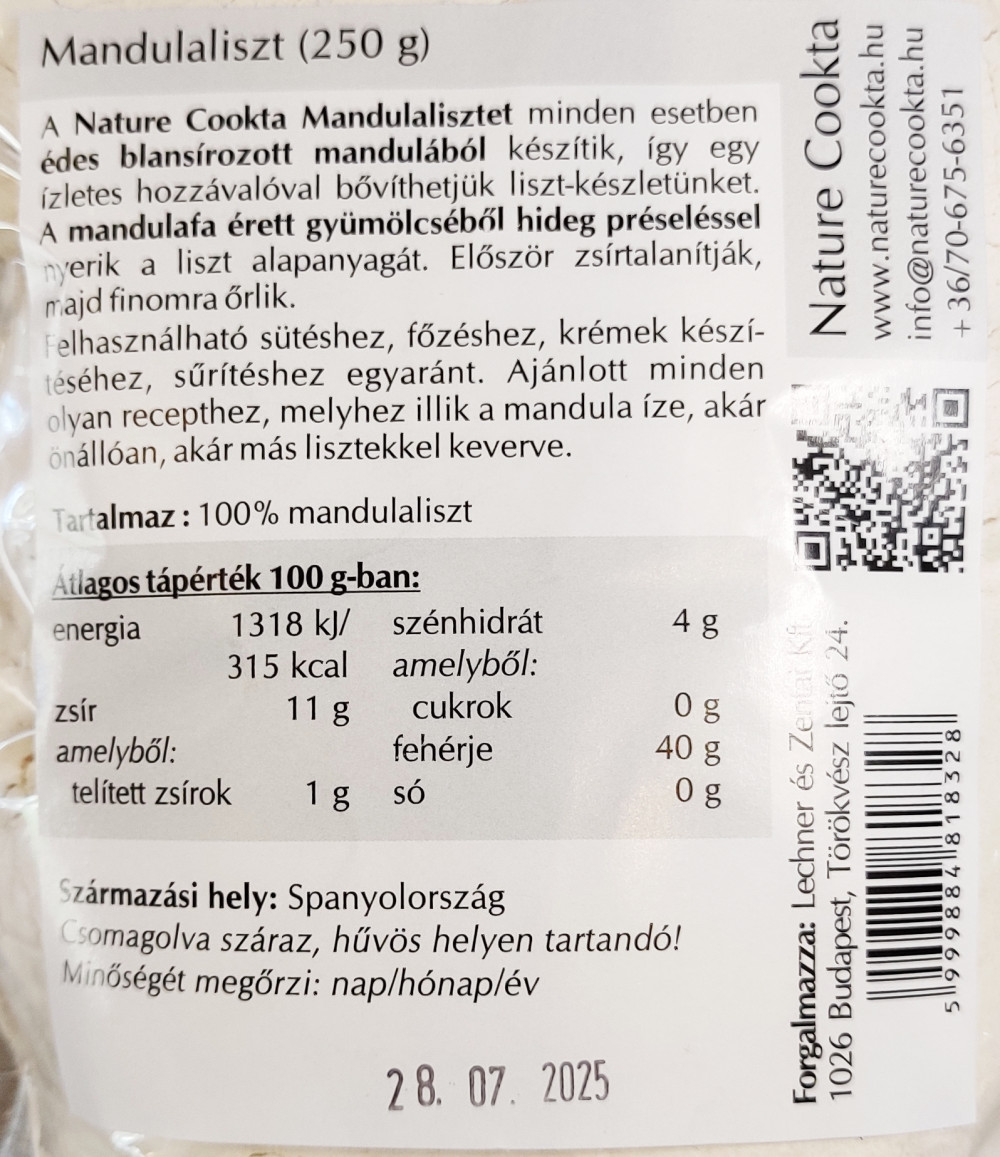 Mandulaliszt (250 g)
A Nature Cookta Mandulalisztet minden esetben
édes blansírozott mandulából készítik, így egy
ízletes hozzávalóval bővíthetjük liszt-készletünket.
A mandulafa érett gyümölcséből hideg préseléssel
nyerik a liszt alapanyagát. Először zsírtalanítják,
majd finomra őrlik.
Felhasználható sütéshez, főzéshez, krémek készí-
téséhez, sűrítéshez egyaránt. Ajánlott minden
olyan recepthez, melyhez illik a mandula íze, akár
önállóan, akár más lisztekkel keverve.
Tartalmaz : 100% mandulaliszt
Átlagos tápérték 100 g-ban:
energia 1318 kJ/ szénhidrát 4 g
315 kcal amelyből:
zsír 11 g cukrok 0 g
amelyből: fehérje 40 g
telített zsírok 1 g só 0 g
Származási hely: Spanyolország
Csomagolva száraz, hűvös helyen tartandó!
Minőségét megőrzi: nap/hónap/év
28. 07. 2025
Nature Cookta
www.naturecookta.hu
info@naturecookta.hu
+36/70-675-6351
Forgalmazza: Lechner és Zentai Kft.
1026 Budapest, Törökvész lejtő 24.
5999884818328